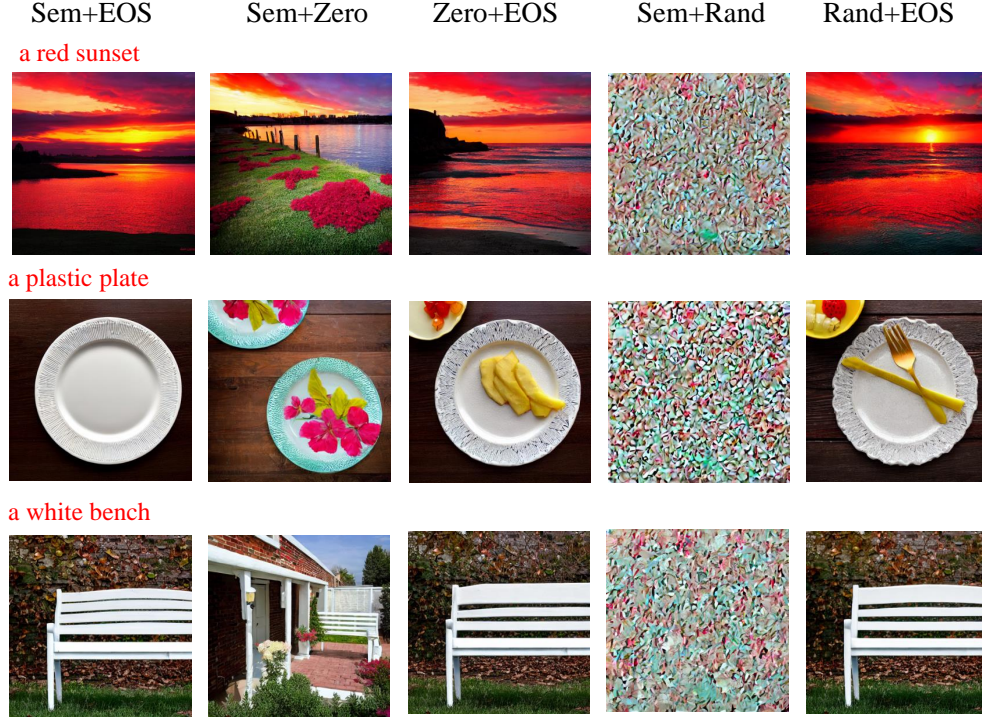 Sem+EOS Sem+Zero Zero+EOS Sem+Rand Rand+EOS
a red sunset
a plastic plate
a white bench